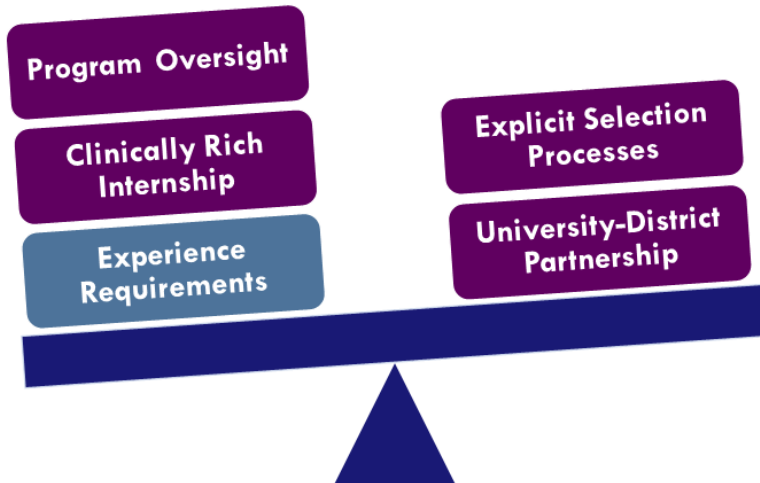 Program Oversight
Clinically Rich
Internship
Experience
Requirements
Explicit Selection
Processes
University-District
Partnership